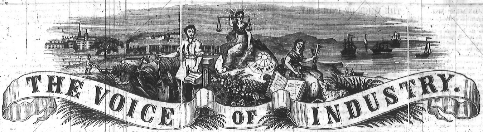 THE VOICE OF INDUSTRY.